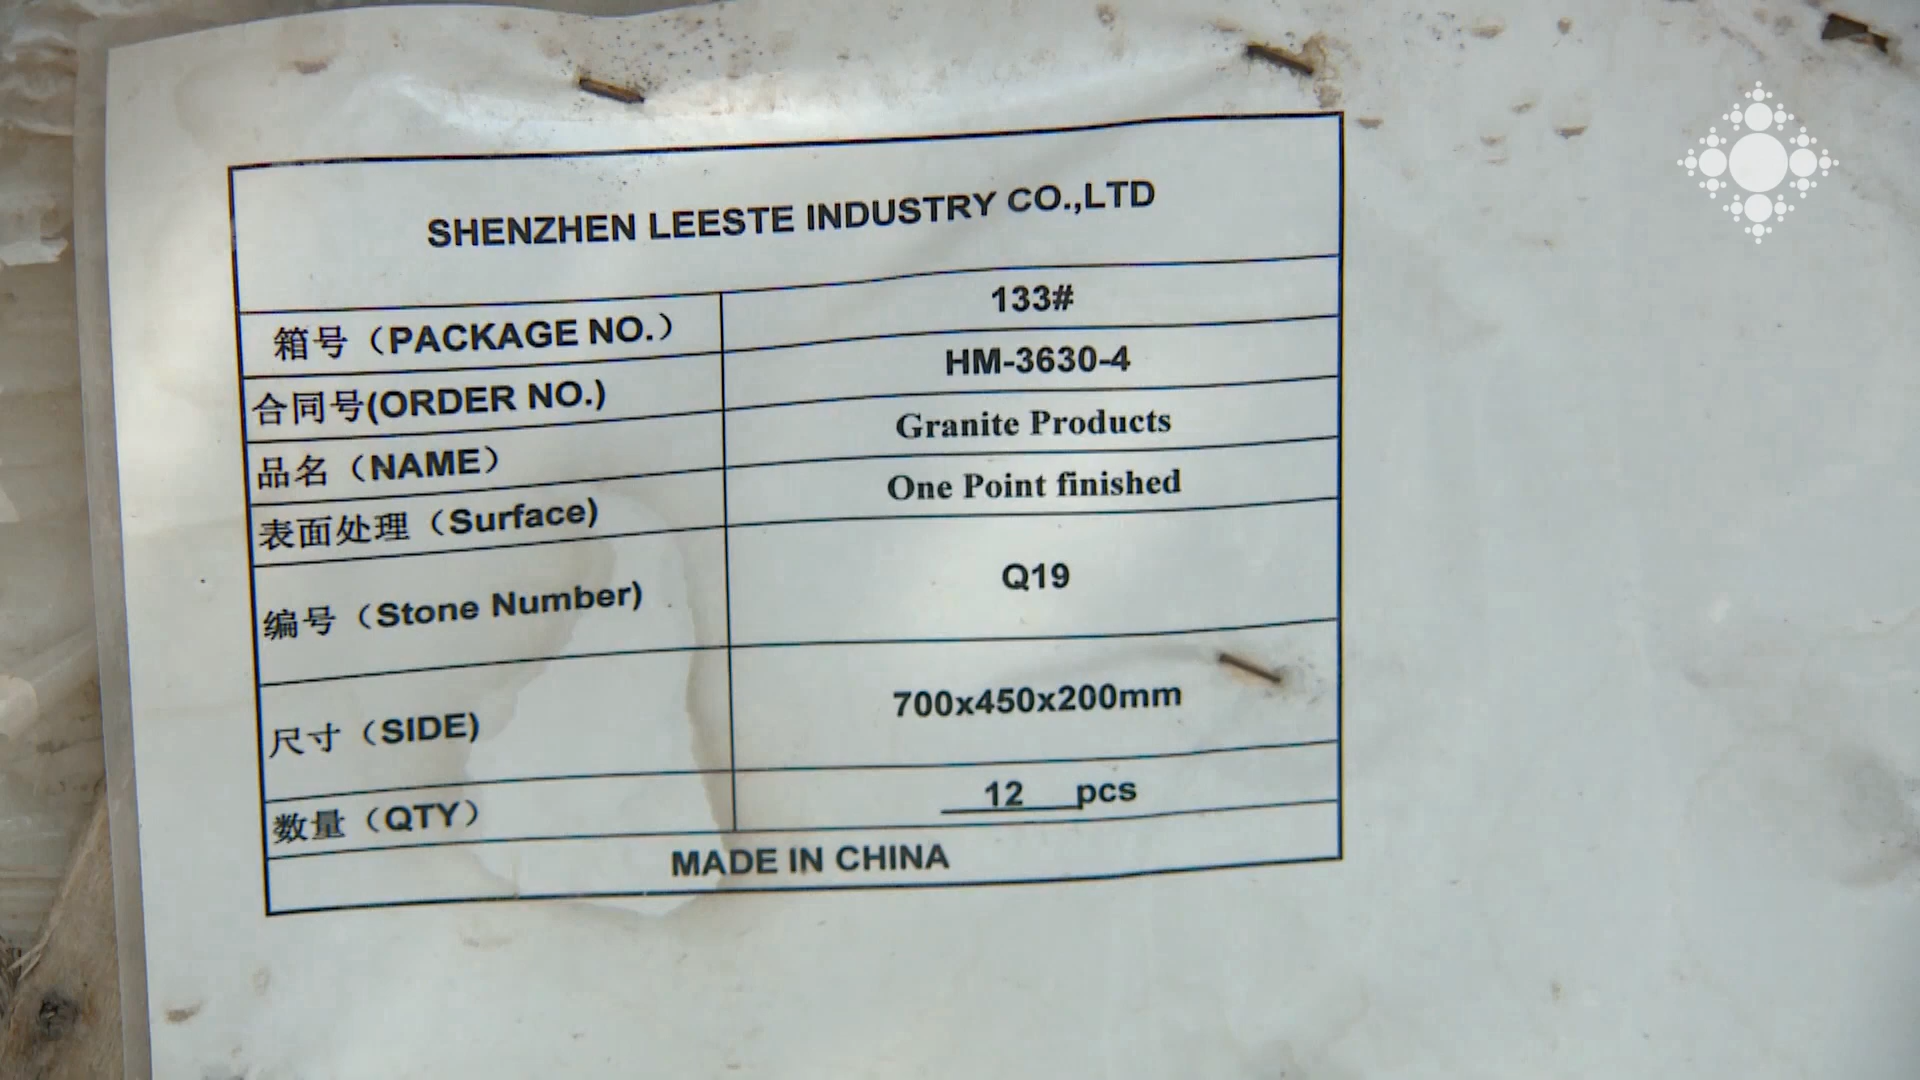 SHENZHEN LEESTE INDUSTRY CO.,LTD
箱号（PACKAGE NO.） 133#
合同号(ORDER NO.) HM-3630-4
品名（NAME） Granite Products
表面处理（Surface) One Point finished
编号（Stone Number) Q19
尺寸（SIDE) 700x450x200mm
数量（QTY） 12 pcs
MADE IN CHINA